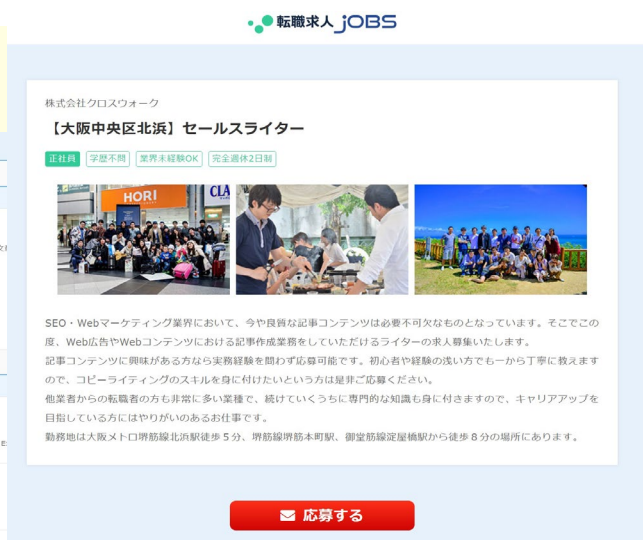 転職求人 JOBS
株式会社クロスウォーク
【大阪中央区北浜】セールスライター
正社員 学歴不問 業界未経験OK 完全週休2日制
HORI
CLA
SEO・Webマーケティング業界において、今や良質な記事コンテンツは必要不可欠なものとなっています。そこでこの
度、Web広告やWebコンテンツにおける記事作成業務をしていただけるライターの求人募集いたします。
記事コンテンツに興味がある方なら実務経験を問わず応募可能です。初心者や経験の浅い方でも一から丁寧に教えます
ので、コピーライティングのスキルを身に付けたいという方は是非ご応募ください。
他業者からの転職者の方も非常に多い業種で、続けていくうちに専門的な知識も身に付きますので、キャリアアップを
目指している方にはやりがいのあるお仕事です。
勤務地は大阪メトロ堺筋線北浜駅徒歩５分、堺筋線堺筋本町駅、御堂筋線淀屋橋駅から徒歩８分の場所にあります。
応募する